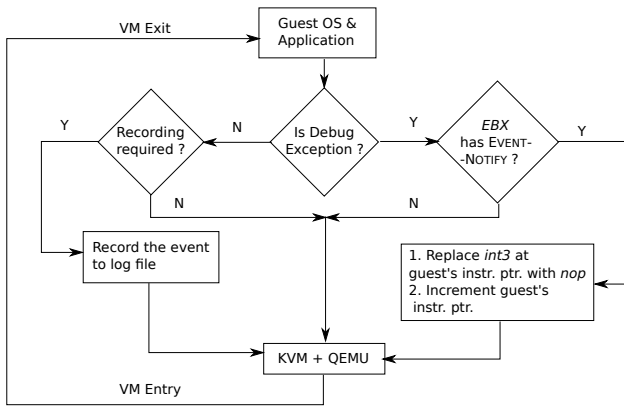 VM Exit
Guest OS &
Application
Y
Recording
required ?
N
Is Debug
Exception ?
Y
EBX
has EVENT-
-NOTIFY ?
Y
N
N
Record the event
to log file
1. Replace int3 at
guest's instr. ptr. with nop
2. Increment guest's
instr. ptr.
KVM + QEMU
VM Entry